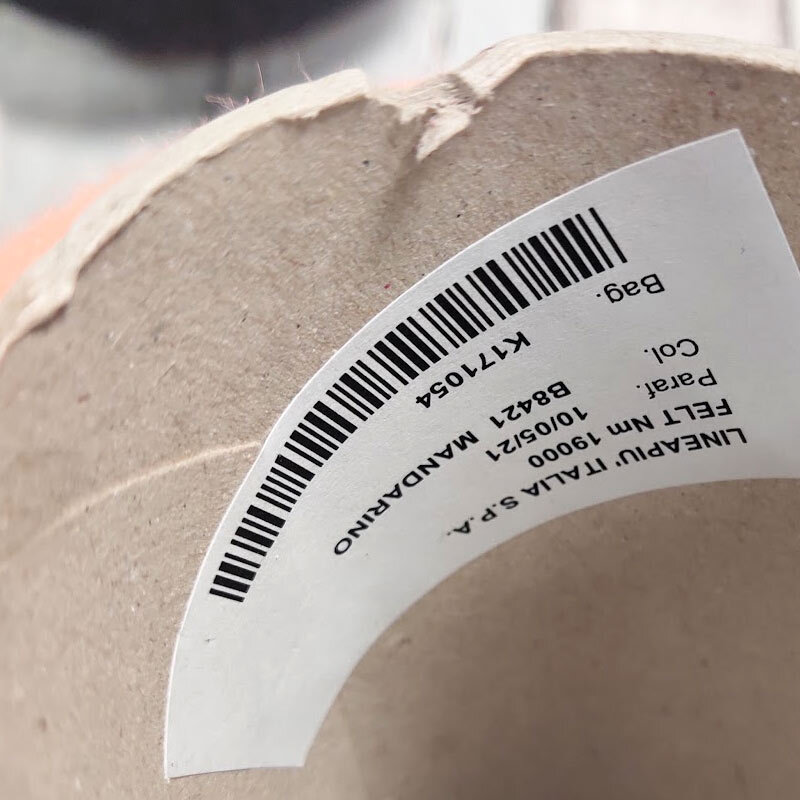 LINEAPIU' ITALIA S.P.A.
FELT Nm 19000
Paraf. 10/05/21
Col. B8421 MANDARINO
Bag. K171054